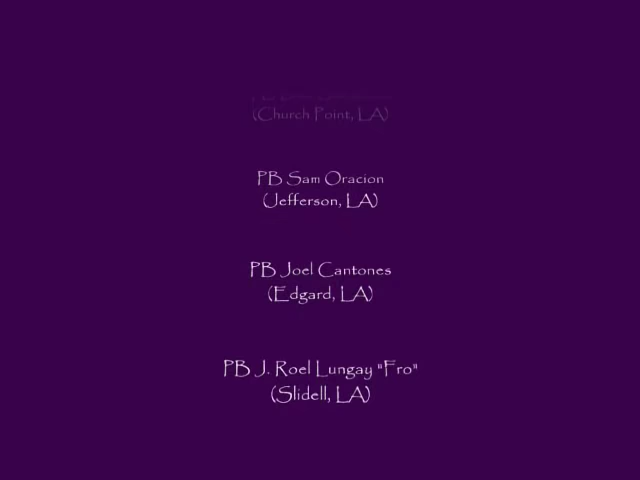 (Church Point, LA)
PB Sam Oracion
(Jefferson, LA)
PB Joel Cantones
(Edgard, LA)
PB J. Roel Lungay "Fro"
(Slidell, LA)